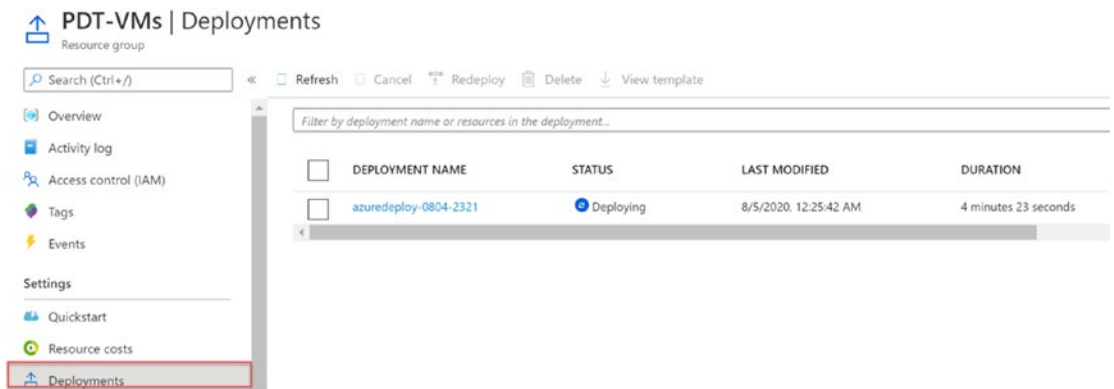 PDT-VMs | Deployments
Resource group
Search (Ctrl+/)
«
Refresh
Cancel
Redeploy
Delete
View template
Overview
Activity log
Access control (IAM)
Tags
Events
Settings
Quickstart
Resource costs
Deployments
Filter by deployment name or resources in the deployment...
DEPLOYMENT NAME STATUS LAST MODIFIED DURATION
azuredeploy-0804-2321 Deploying 8/5/2020, 12:25:42 AM 4 minutes 23 seconds